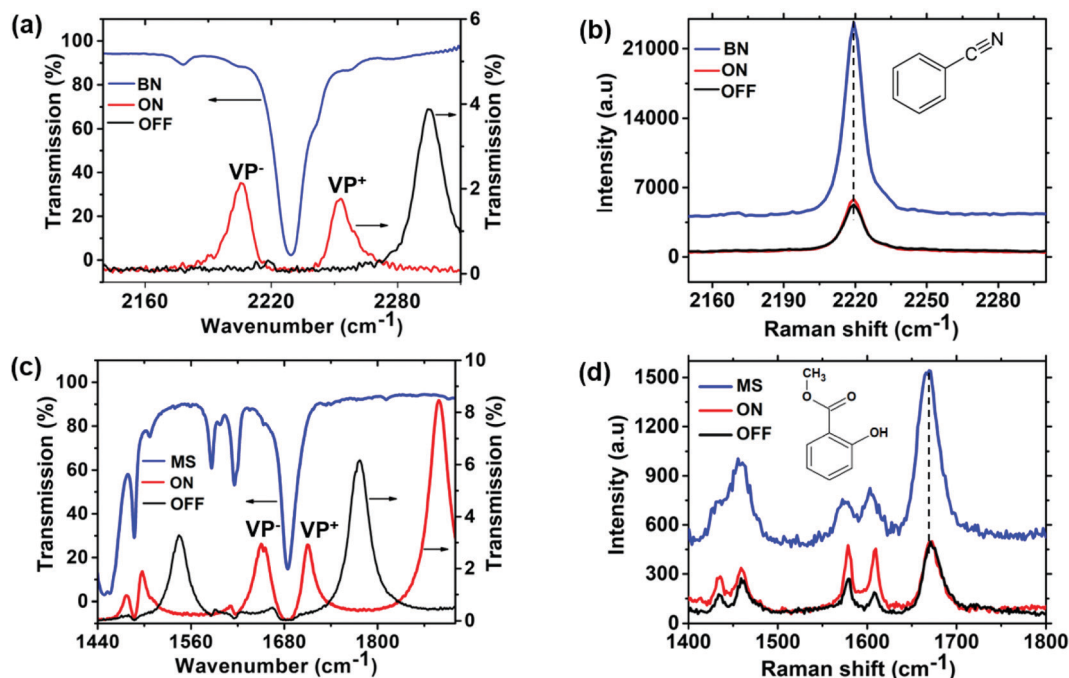 (a)
100
80
60
40
20
0
Transmission (%)
BN
ON
OFF
VP-
VP+
6
4
2
0
Transmission (%)
2160
2220
2280
Wavenumber (cm-1)
(b)
21000
14000
7000
0
Intensity (a.u)
BN
ON
OFF
C
N
2160
2190
2220
2250
2280
Raman shift (cm-1)
(c)
100
80
60
40
20
0
Transmission (%)
MS
ON
OFF
VP-
VP+
10
8
6
4
2
0
Transmission (%)
1440
1560
1680
1800
Wavenumber (cm-1)
(d)
1500
1200
900
600
300
0
Intensity (a.u)
MS
ON
OFF
CH3
O
O
OH
1400
1500
1600
1700
1800
Raman shift (cm-1)